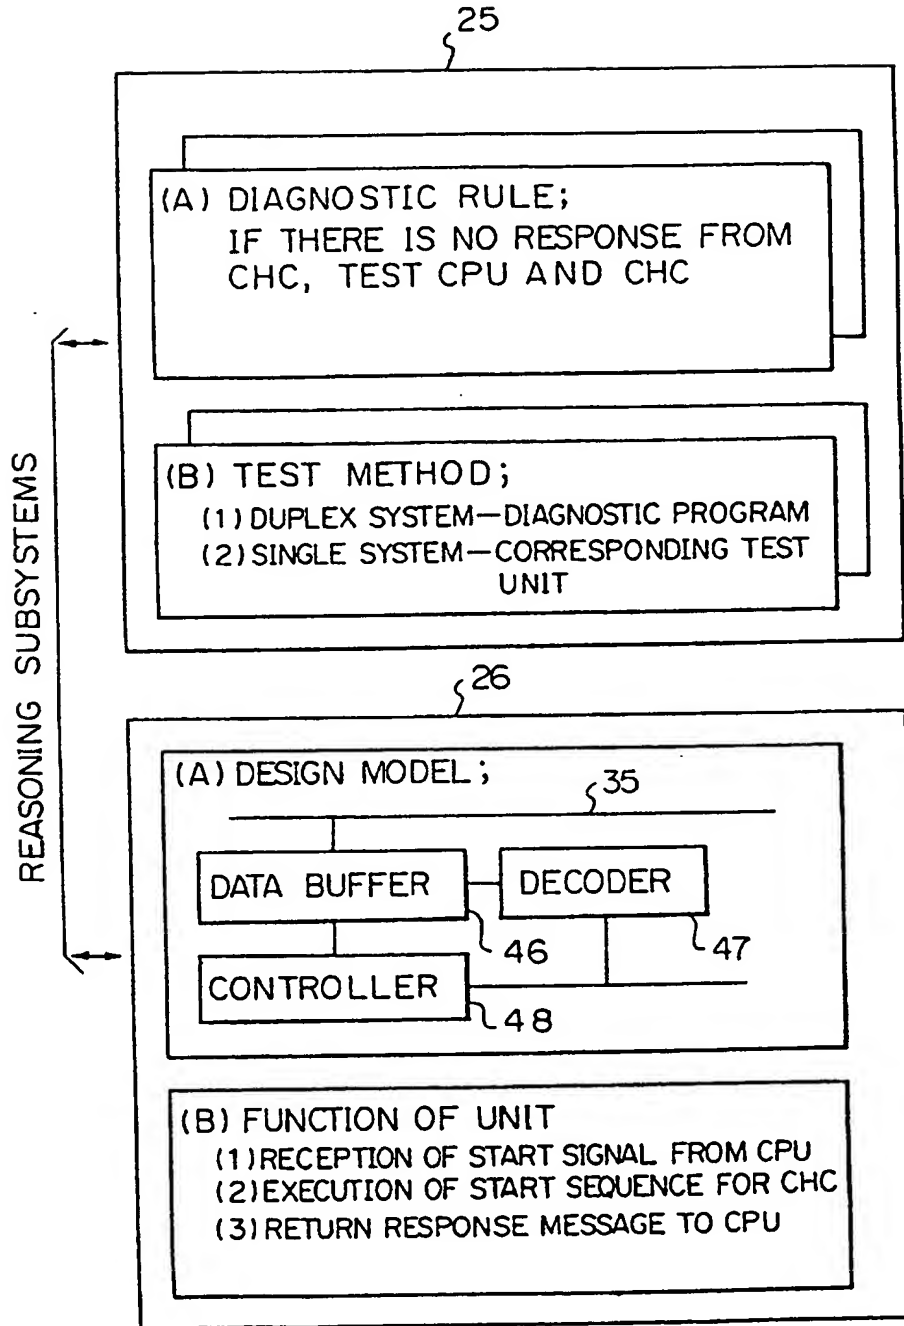 25
(A) DIAGNOSTIC RULE;
IF THERE IS NO RESPONSE FROM
CHC, TEST CPU AND CHC
(B) TEST METHOD;
(1) DUPLEX SYSTEM—DIAGNOSTIC PROGRAM
(2) SINGLE SYSTEM—CORRESPONDING TEST
UNIT
REASONING SUBSYSTEMS
26
(A) DESIGN MODEL;
35
DATA BUFFER
DECODER
46
47
CONTROLLER
48
(B) FUNCTION OF UNIT
(1) RECEPTION OF START SIGNAL FROM CPU
(2) EXECUTION OF START SEQUENCE FOR CHC
(3) RETURN RESPONSE MESSAGE TO CPU